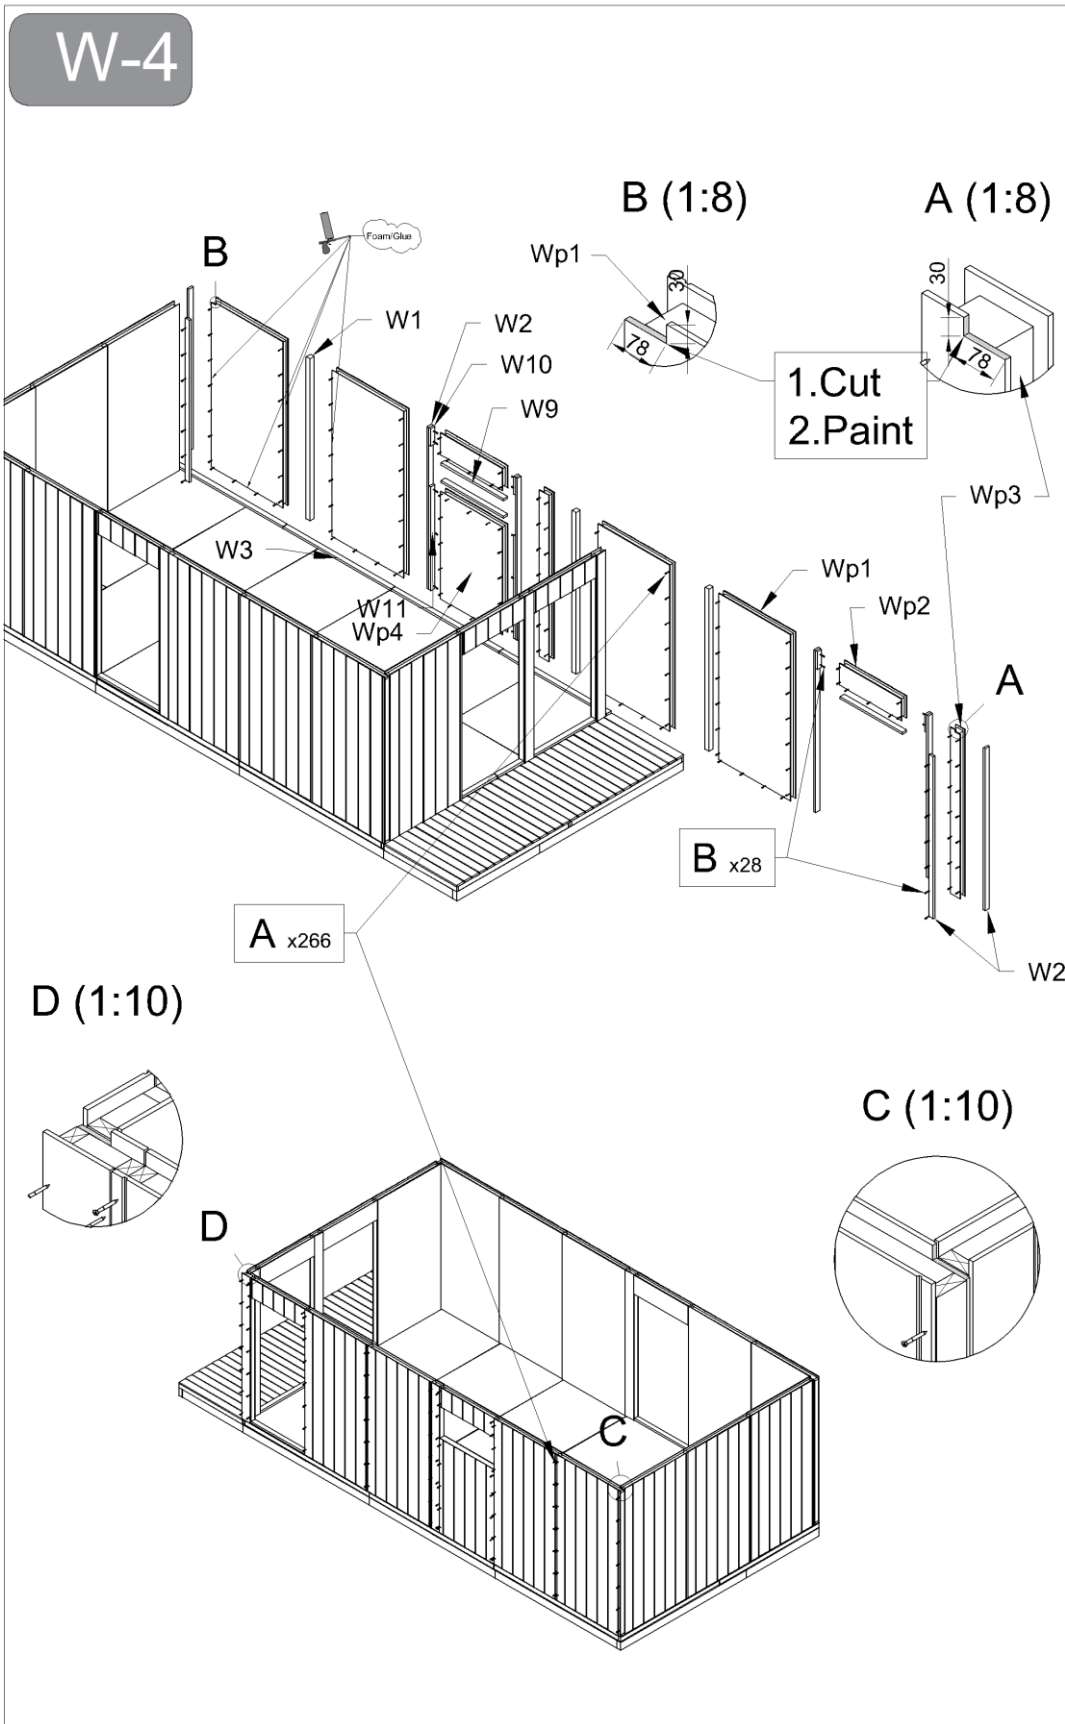 W-4
B (1:8)
A (1:8)
Foam/Glue
B
Wp1
30
78
30
78
W1
W2
W10
W9
1.Cut
2.Paint
Wp3
W3
W11
Wp4
Wp1
Wp2
A
B x28
A x266
W2
D (1:10)
C (1:10)
D
C